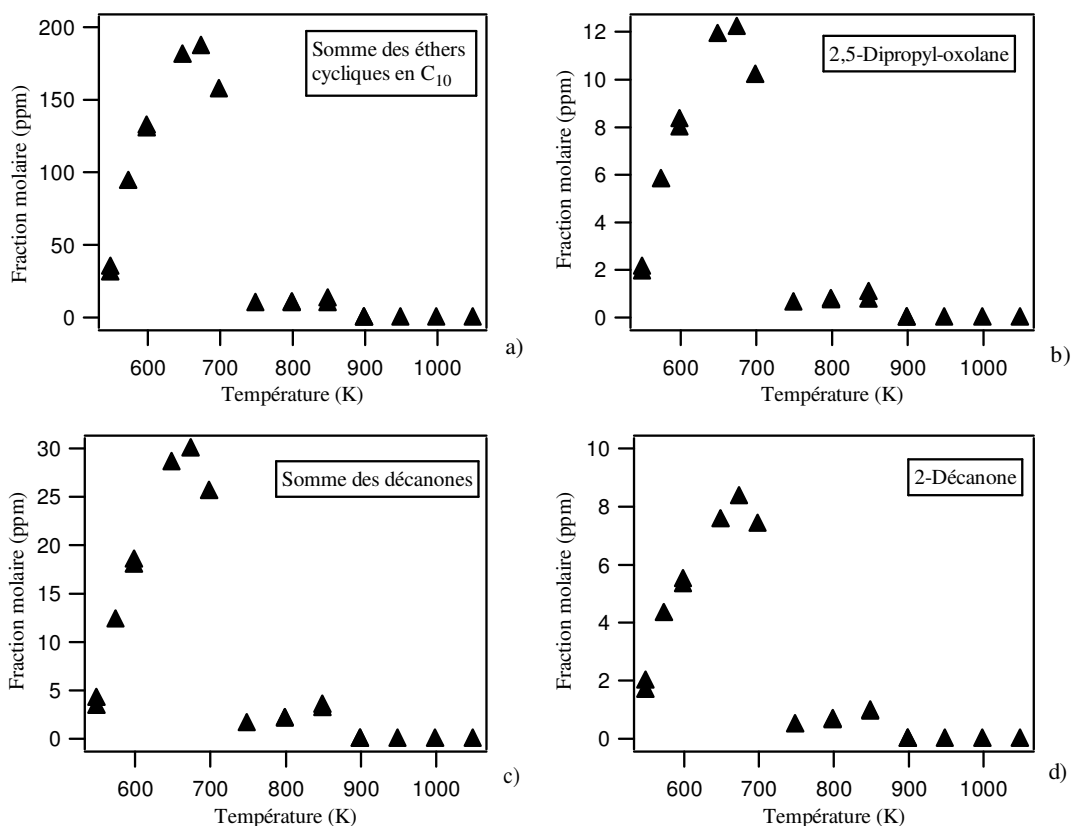 Fraction molaire (ppm)
200
150
100
50
0
Somme des éthers
cycliques en C10
600 700 800 900 1000
Température (K)
a)
Fraction molaire (ppm)
12
10
8
6
4
2
0
2,5-Dipropyl-oxolane
600 700 800 900 1000
Température (K)
b)
Fraction molaire (ppm)
30
25
20
15
10
5
0
Somme des décanones
600 700 800 900 1000
Température (K)
c)
Fraction molaire (ppm)
10
8
6
4
2
0
2-Décanone
600 700 800 900 1000
Température (K)
d)